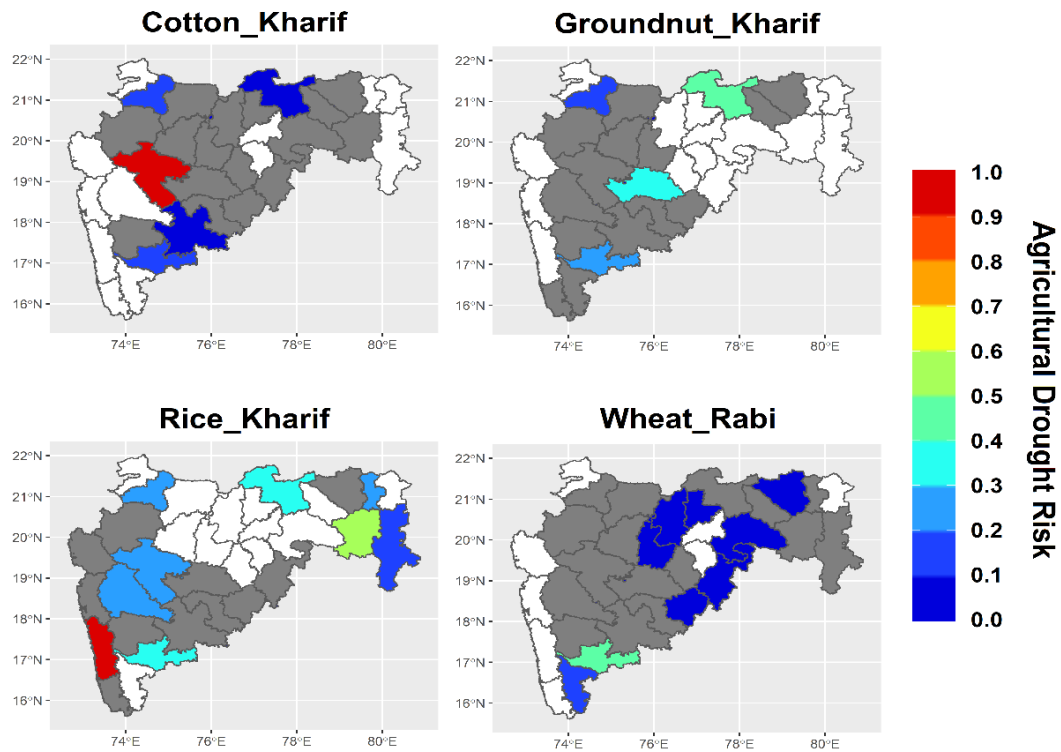 Cotton_Kharif
Groundnut_Kharif
22°N
21°N
20°N
19°N
18°N
17°N
16°N
74°E 76°E 78°E 80°E
22°N
21°N
20°N
19°N
18°N
17°N
16°N
74°E 76°E 78°E 80°E
Rice_Kharif
Wheat_Rabi
22°N
21°N
20°N
19°N
18°N
17°N
16°N
74°E 76°E 78°E 80°E
22°N
21°N
20°N
19°N
18°N
17°N
16°N
74°E 76°E 78°E 80°E
1.0
0.9
0.8
0.7
0.6
0.5
0.4
0.3
0.2
0.1
0.0
Agricultural Drought Risk